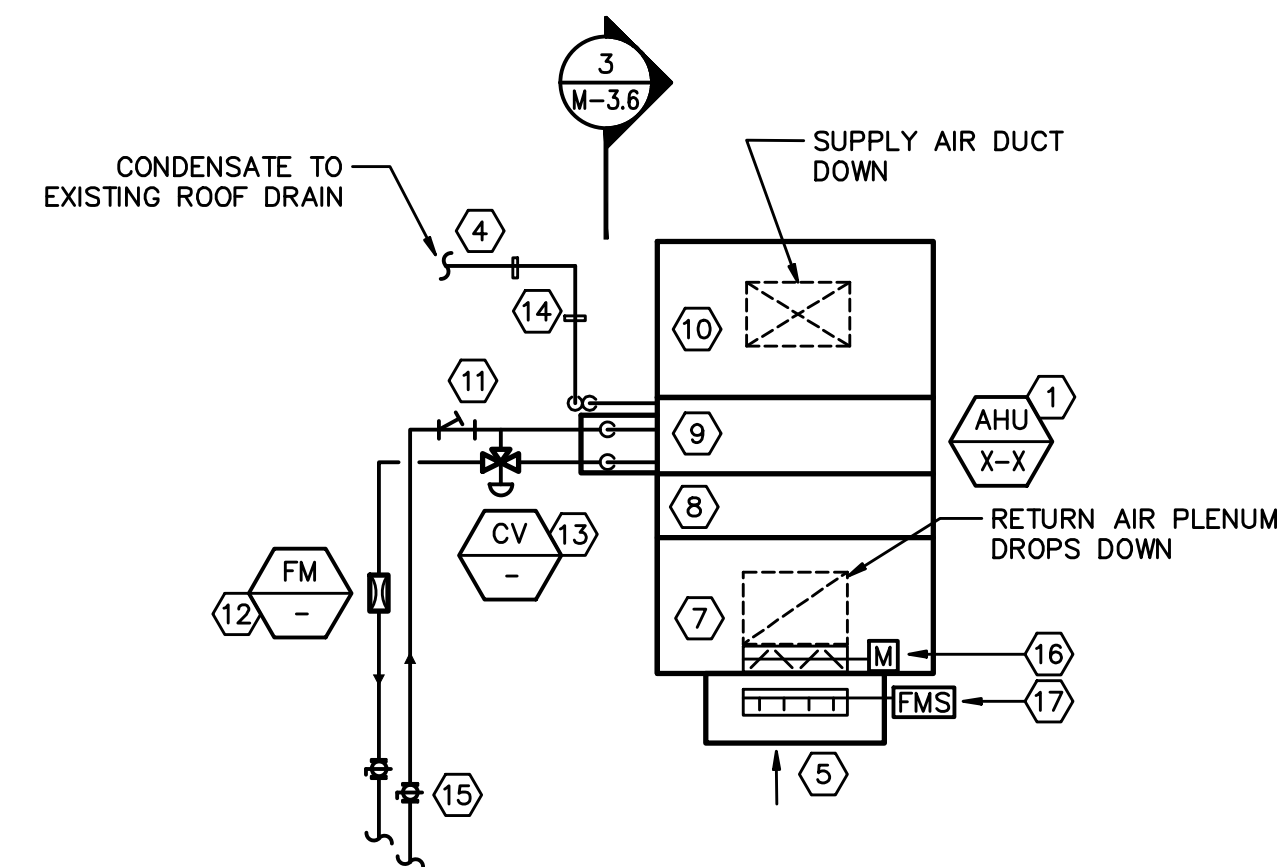 3
M-3.6
SUPPLY AIR DUCT
DOWN
CONDENSATE TO
EXISTING ROOF DRAIN
4
14
10
11
1
AHU
X-X
9
8
RETURN AIR PLENUM
DROPS DOWN
CV
-
13
FM
-
12
7
M
16
FMS
17
5
15